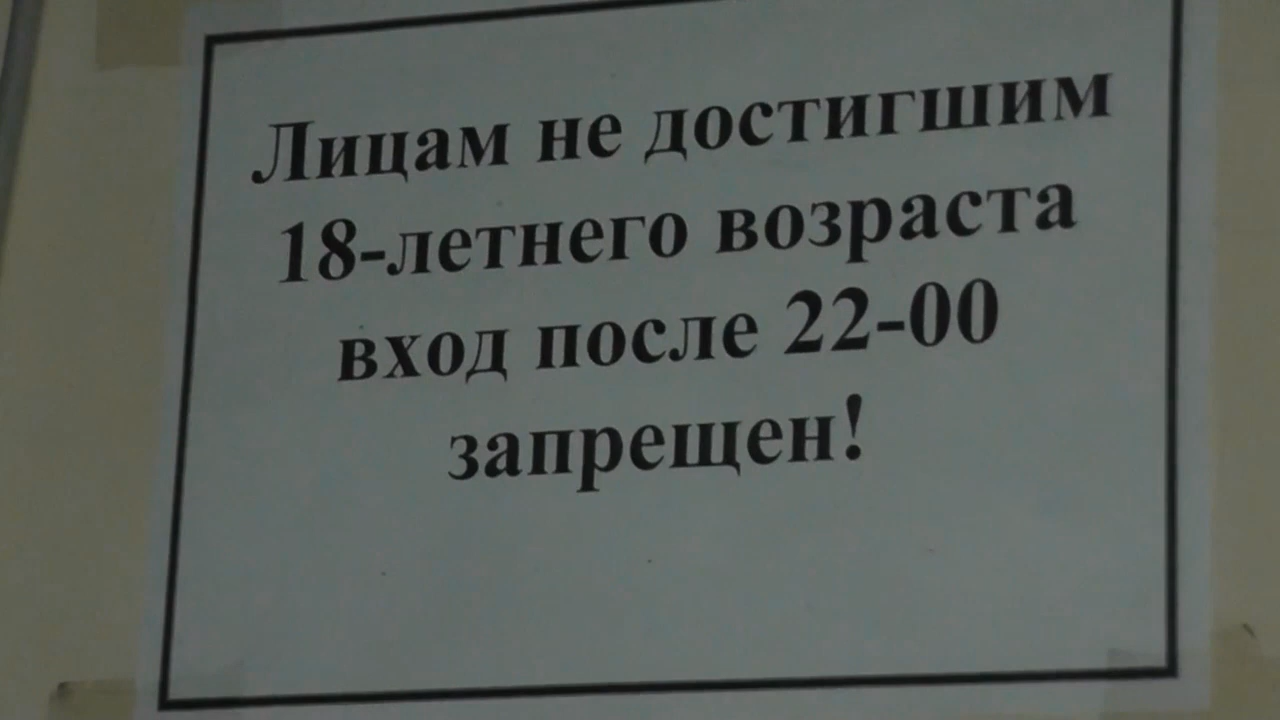 Лицам не достигшим
18-летнего возраста
вход после 22-00
запрещен!